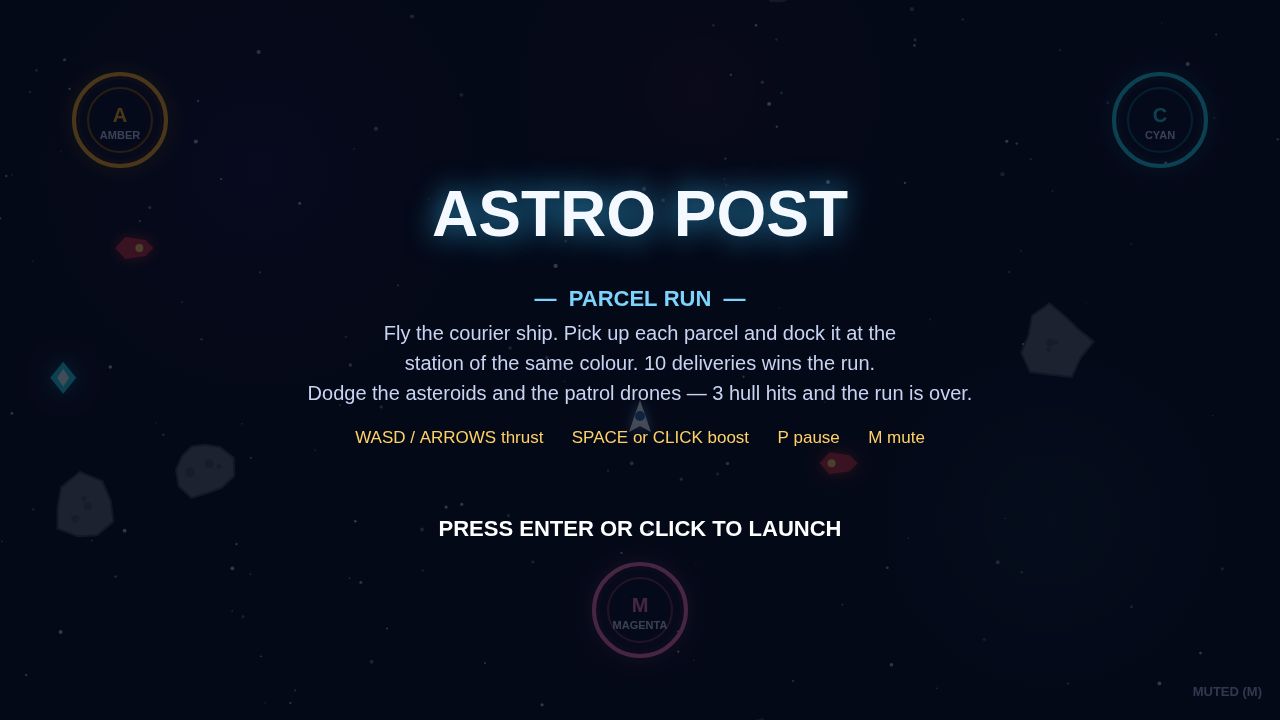 A
AMBER
C
CYAN
ASTRO POST
— PARCEL RUN —
Fly the courier ship. Pick up each parcel and dock it at the
station of the same colour. 10 deliveries wins the run.
Dodge the asteroids and the patrol drones — 3 hull hits and the run is over.
WASD / ARROWS thrust SPACE or CLICK boost P pause M mute
PRESS ENTER OR CLICK TO LAUNCH
M
MAGENTA
MUTED (M)